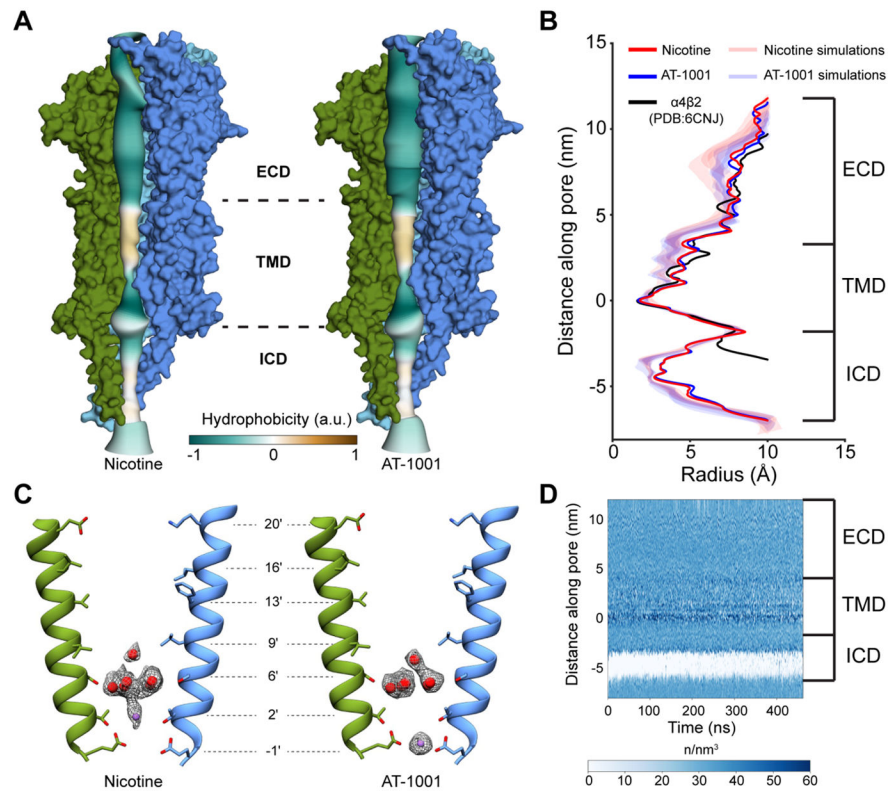 A
ECD
TMD
ICD
Hydrophobicity (a.u.)
-1 0 1
Nicotine
AT-1001
B
15
10
5
0
-5
Distance along pore (nm)
Nicotine
Nicotine simulations
AT-1001
AT-1001 simulations
α4β2
(PDB:6CNJ)
ECD
TMD
ICD
0 5 10 15
Radius (Å)
C
20'
16'
13'
9'
6'
2'
-1'
Nicotine
AT-1001
D
10
5
0
-5
Distance along pore (nm)
ECD
TMD
ICD
0 100 200 300 400
Time (ns)
n/nm³
0 10 20 30 40 50 60